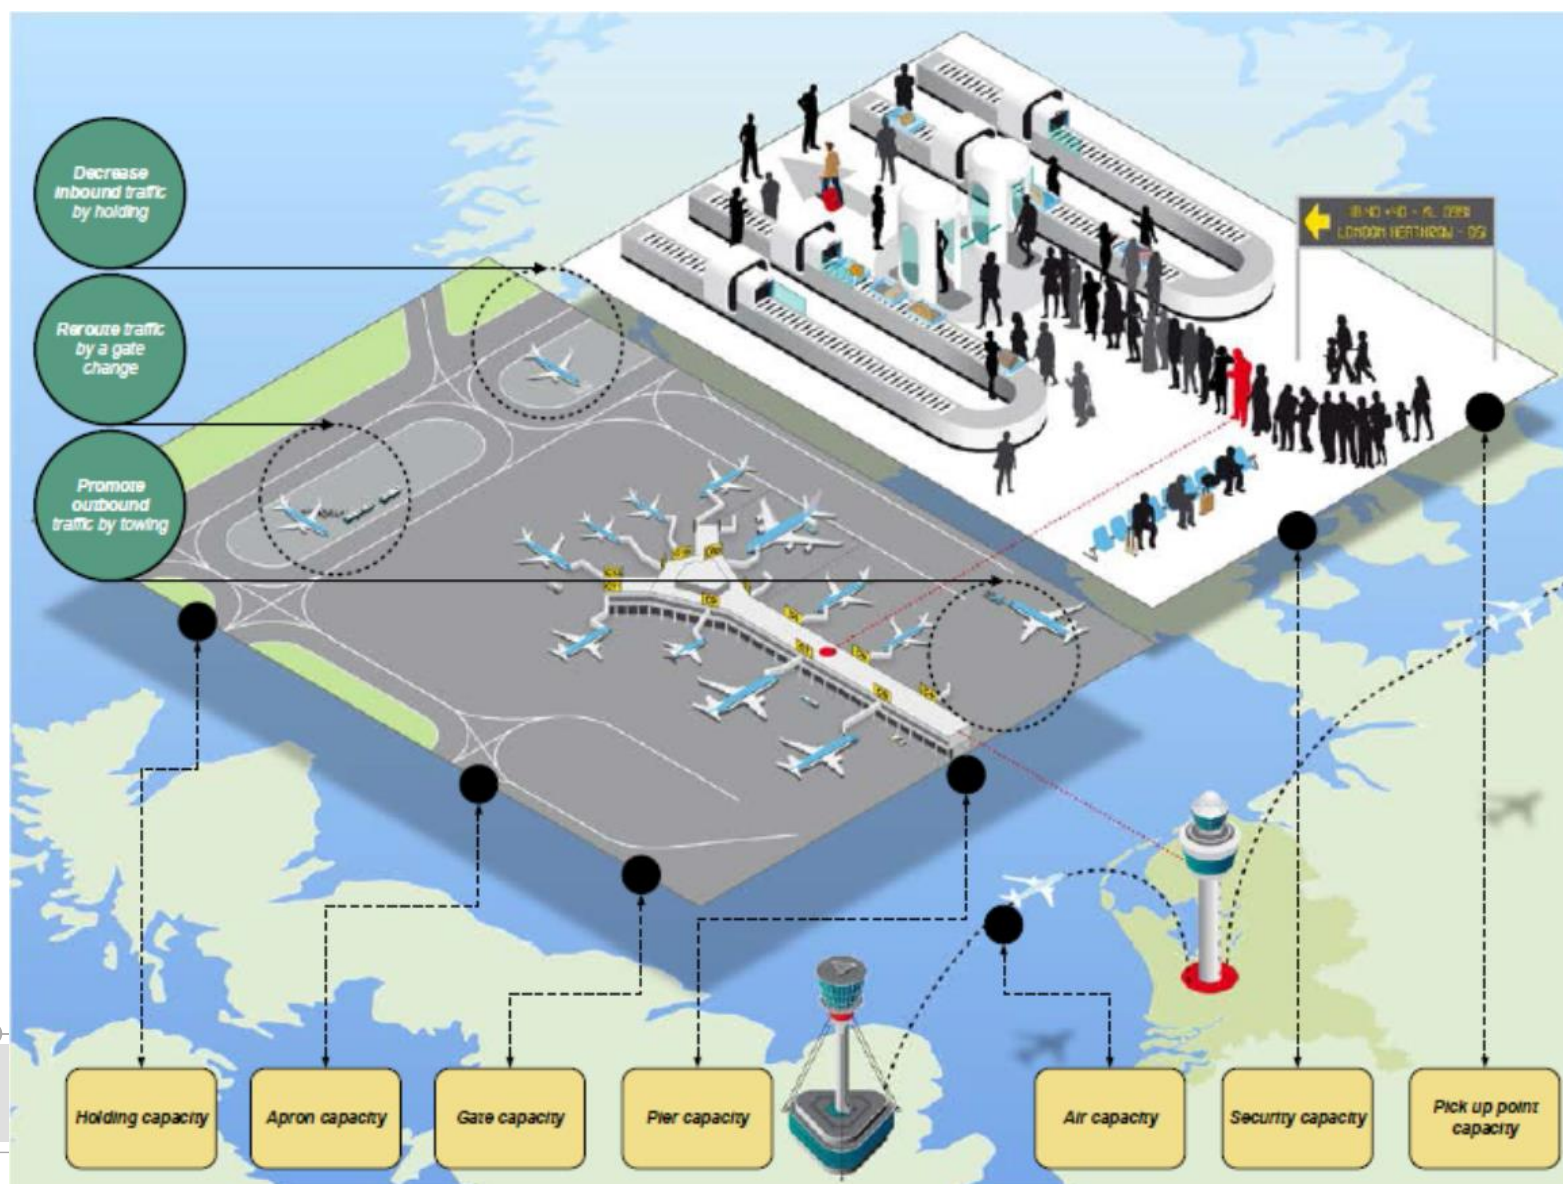 Decrease
inbound traffic
by holding
Reroute traffic
by a gate
change
Promote
outbound
traffic by towing
LONDON HEATHROW
Holding capacity
Apron capacity
Gate capacity
Pier capacity
Air capacity
Security capacity
Pick up point
capacity